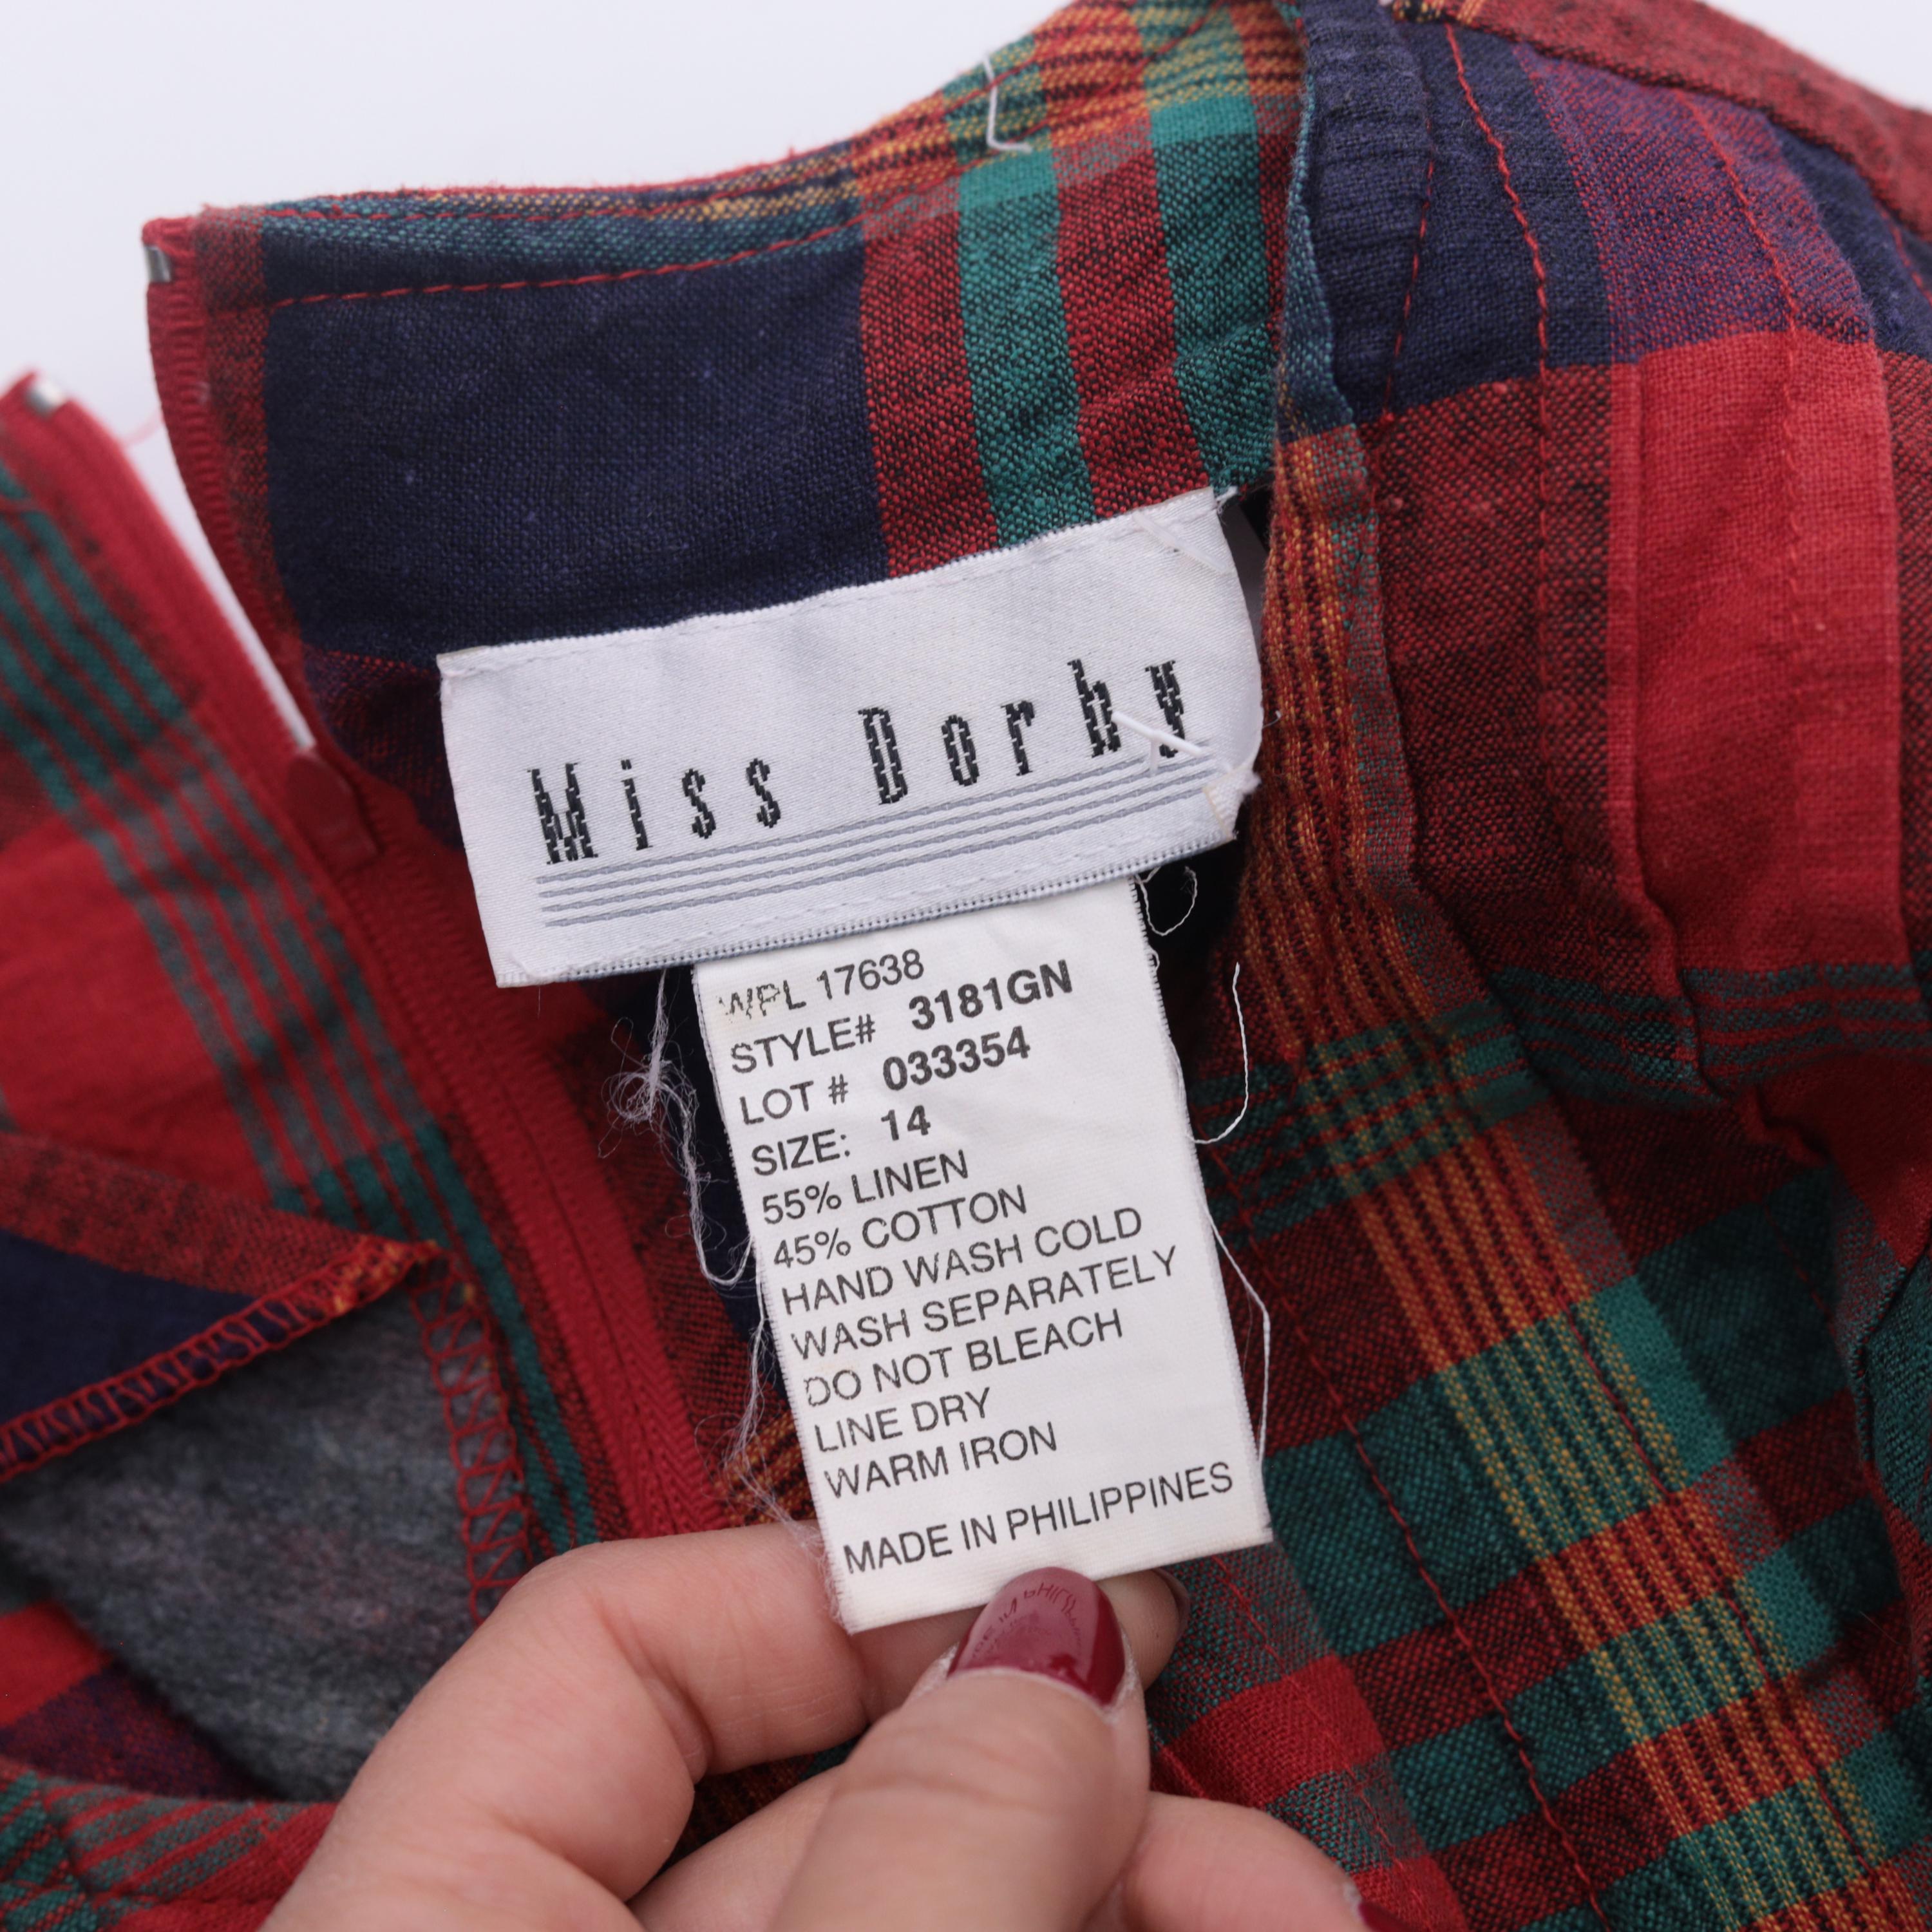 Miss Dorby
WPL 17638
STYLE# 3181GN
LOT # 033354
SIZE: 14
55% LINEN
45% COTTON
HAND WASH COLD
WASH SEPARATELY
DO NOT BLEACH
LINE DRY
WARM IRON
MADE IN PHILIPPINES